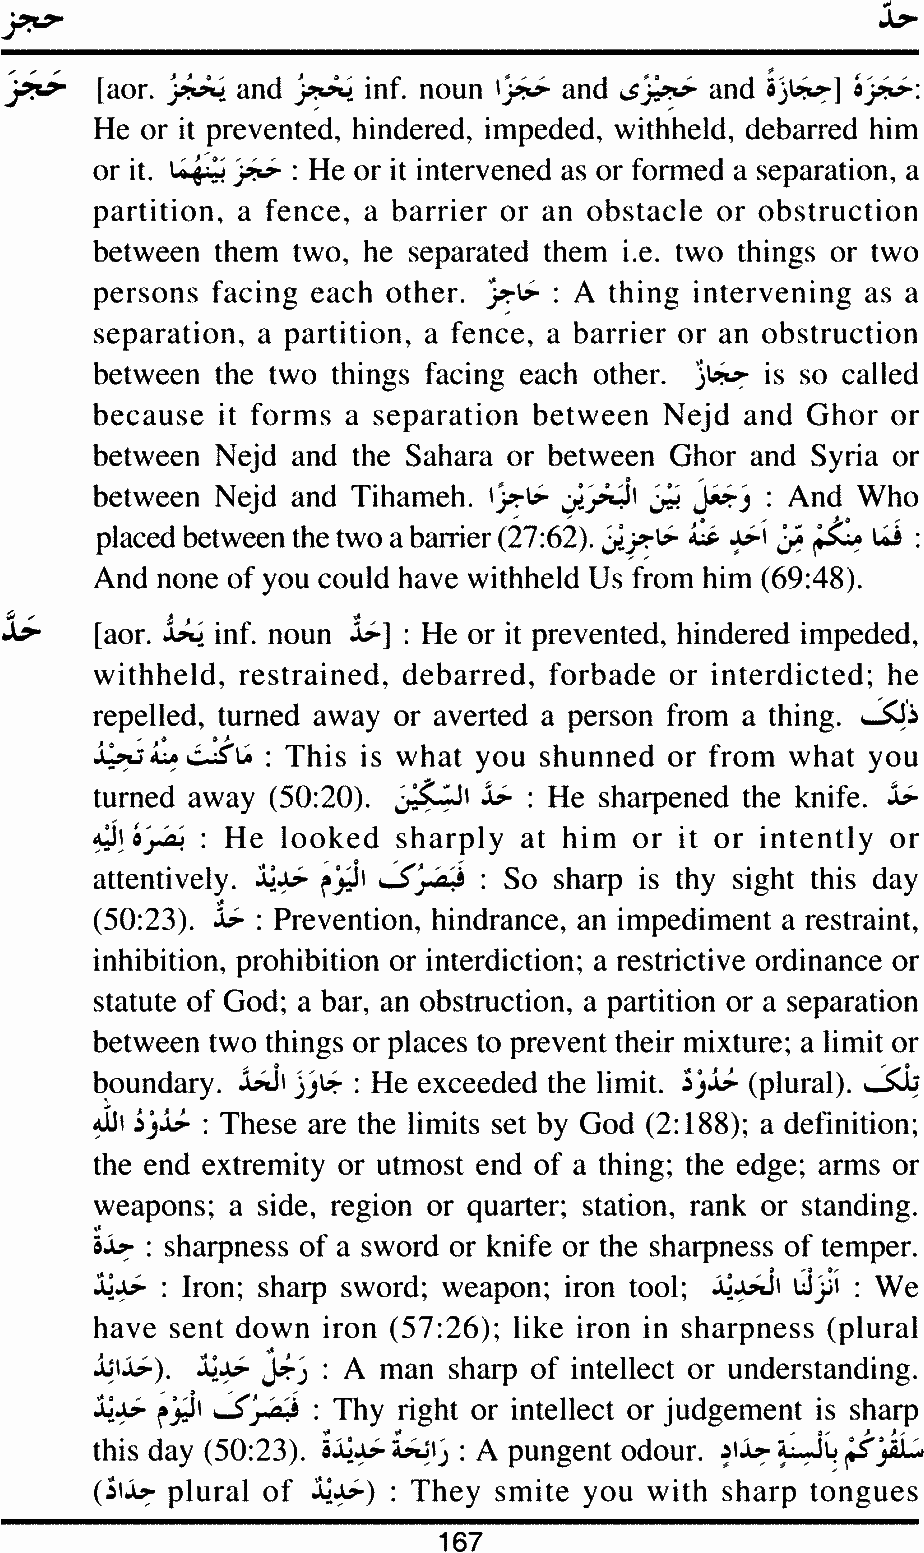 حجز حدّ
حَجَزَ [aor. يَحْجُزُ and يَحْجِزُ inf. noun حَجْزًا and حِجِّيْزًى and حِجَازَةً] حَجَزَهٗ:
He or it prevented, hindered, impeded, withheld, debarred him
or it. حَجَزَ بَيْنَهُمَا : He or it intervened as or formed a separation, a
partition, a fence, a barrier or an obstacle or obstruction
between them two, he separated them i.e. two things or two
persons facing each other. حَاجِزٌ : A thing intervening as a
separation, a partition, a fence, a barrier or an obstruction
between the two things facing each other. حِجَازٌ is so called
because it forms a separation between Nejd and Ghor or
between Nejd and the Sahara or between Ghor and Syria or
between Nejd and Tihameh. وَجَعَلَ بَيْنَ الْبَحْرَيْنِ حَاجِزًا : And Who
placed between the two a barrier (27:62). فَمَا مِنْكُمْ مِّنْ اَحَدٍ عَنْهُ حَاجِزِيْنَ :
And none of you could have withheld Us from him (69:48).
حَدَّ [aor. يَحُدُّ inf. noun حَدٌّ] : He or it prevented, hindered impeded,
withheld, restrained, debarred, forbade or interdicted; he
repelled, turned away or averted a person from a thing. ذٰلِکَ
مَاكُنْتَ مِنْهُ تَحِيْدُ : This is what you shunned or from what you
turned away (50:20). حَدَّ السِّكِّيْنَ : He sharpened the knife. حَدَّ
بَصَرَهٗ اِلَيْهِ : He looked sharply at him or it or intently or
attentively. فَبَصَرُکَ الْيَوْمَ حَدِيْدٌ : So sharp is thy sight this day
(50:23). حَدٌّ : Prevention, hindrance, an impediment a restraint,
inhibition, prohibition or interdiction; a restrictive ordinance or
statute of God; a bar, an obstruction, a partition or a separation
between two things or places to prevent their mixture; a limit or
boundary. جَاوَزَ الْحَدَّ : He exceeded the limit. حُدُوْدٌ (plural). تِلْکَ
حُدُوْدُ اللّٰهِ : These are the limits set by God (2:188); a definition;
the end extremity or utmost end of a thing; the edge; arms or
weapons; a side, region or quarter; station, rank or standing.
حِدَةٌ : sharpness of a sword or knife or the sharpness of temper.
حَدِيْدٌ : Iron; sharp sword; weapon; iron tool; اَنْزَلْنَا الْحَدِيْدَ : We
have sent down iron (57:26); like iron in sharpness (plural
حَدَائِدُ). رَجُلٌ حَدِيْدٌ : A man sharp of intellect or understanding.
فَبَصَرُکَ الْيَوْمَ حَدِيْدٌ : Thy right or intellect or judgement is sharp
this day (50:23). رَائِحَةٌ حَدِيْدَةٌ : A pungent odour. سَلَقُوْكُمْ بِاَلْسِنَةٍ حِدَادٍ
(حِدَادٌ plural of حَدِيْدٌ) : They smite you with sharp tongues
167